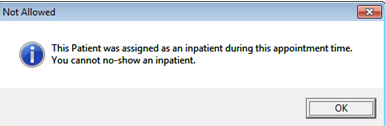 Not Allowed
This Patient was assigned as an inpatient during this appointment time.
You cannot no-show an inpatient.
OK